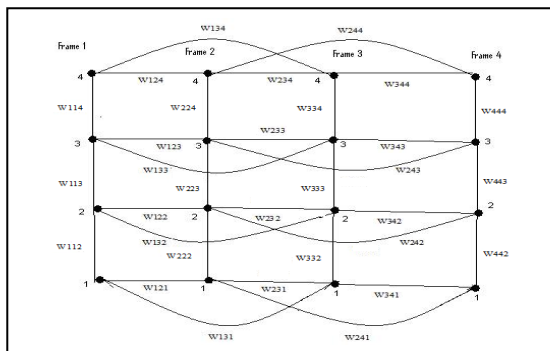 W134 W244
Frame 1 Frame 2 Frame 3 Frame 4
4 W124 4 W234 4 W344 4
W114 W224 W334 W444
3 W123 3 W233 3 W343 3
W133 W243
W113 W223 W333 W443
2 W122 2 W232 2 W342 2
W132 W242
W112 W222 W332 W442
1 W121 1 W231 1 W341 1
W131 W241